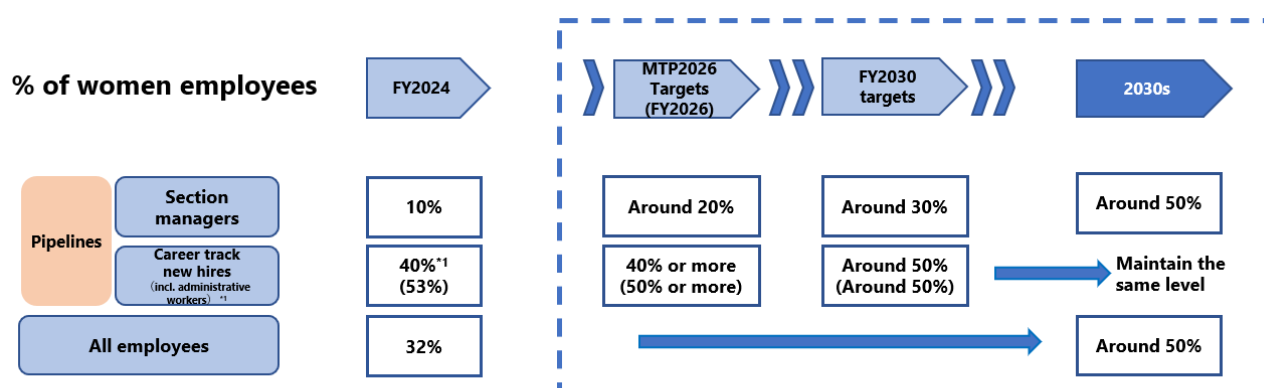 % of women employees
FY2024
MTP2026
Targets
(FY2026)
FY2030
targets
2030s
Pipelines
Section
managers
10%
Around 20%
Around 30%
Around 50%
Career track
new hires
（incl. administrative
workers） *1
40%*1
(53%)
40% or more
(50% or more)
Around 50%
(Around 50%)
Maintain the
same level
All employees
32%
Around 50%